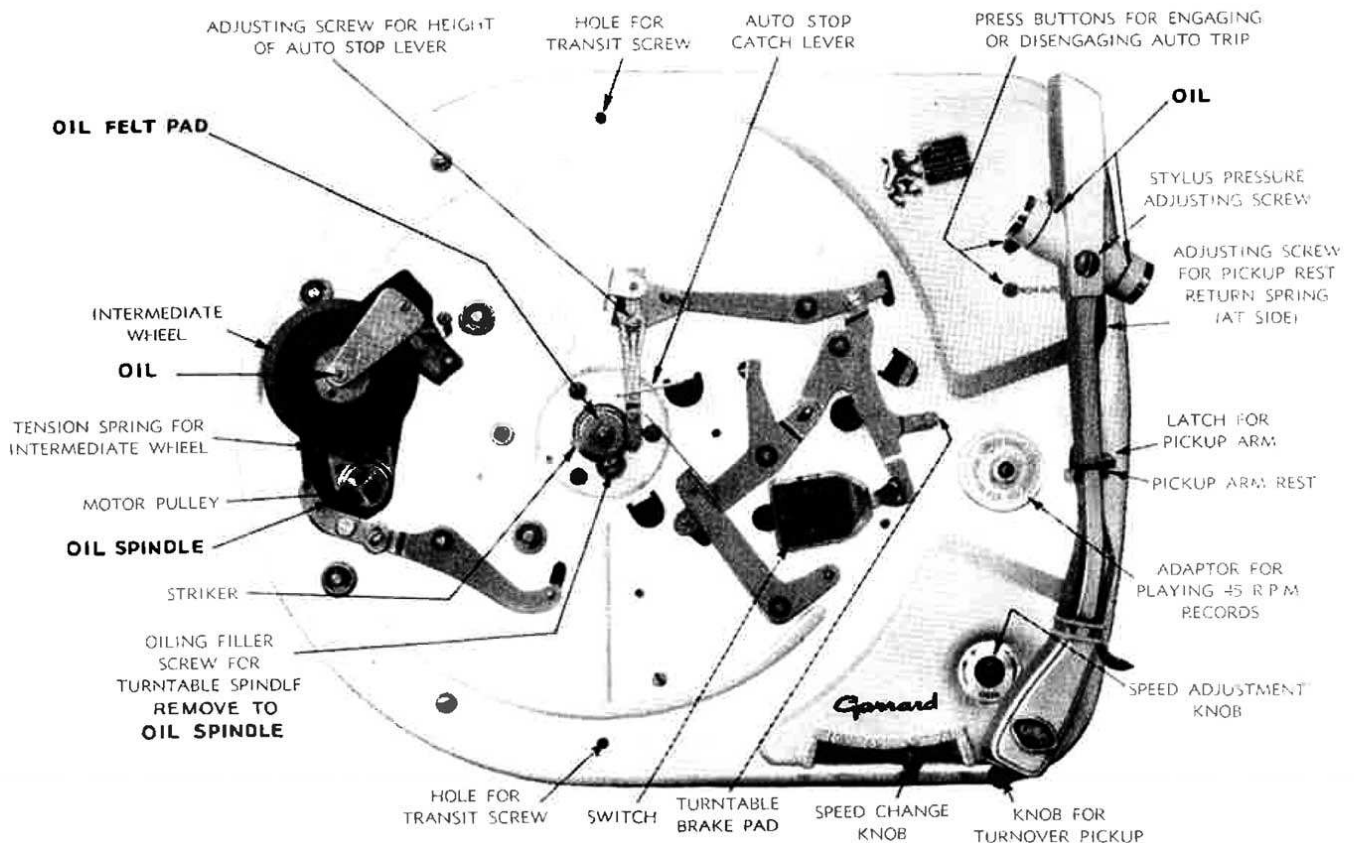 ADJUSTING SCREW FOR HEIGHT
OF AUTO STOP LEVER
HOLE FOR
TRANSIT SCREW
AUTO STOP
CATCH LEVER
PRESS BUTTONS FOR ENGAGING
OR DISENGAGING AUTO TRIP
OIL FELT PAD
OIL
STYLUS PRESSURE
ADJUSTING SCREW
ADJUSTING SCREW
FOR PICKUP REST
RETURN SPRING
(AT SIDE)
INTERMEDIATE
WHEEL
OIL
TENSION SPRING FOR
INTERMEDIATE WHEEL
LATCH FOR
PICKUP ARM
MOTOR PULLEY
PICKUP ARM REST
OIL SPINDLE
STRIKER
ADAPTOR FOR
PLAYING 45 R P M
RECORDS
OILING FILLER
SCREW FOR
TURNTABLE SPINDLE
REMOVE TO
OIL SPINDLE
SPEED ADJUSTMENT
KNOB
Garrard
HOLE FOR
TRANSIT SCREW
SWITCH
TURNTABLE
BRAKE PAD
SPEED CHANGE
KNOB
KNOB FOR
TURNOVER PICKUP